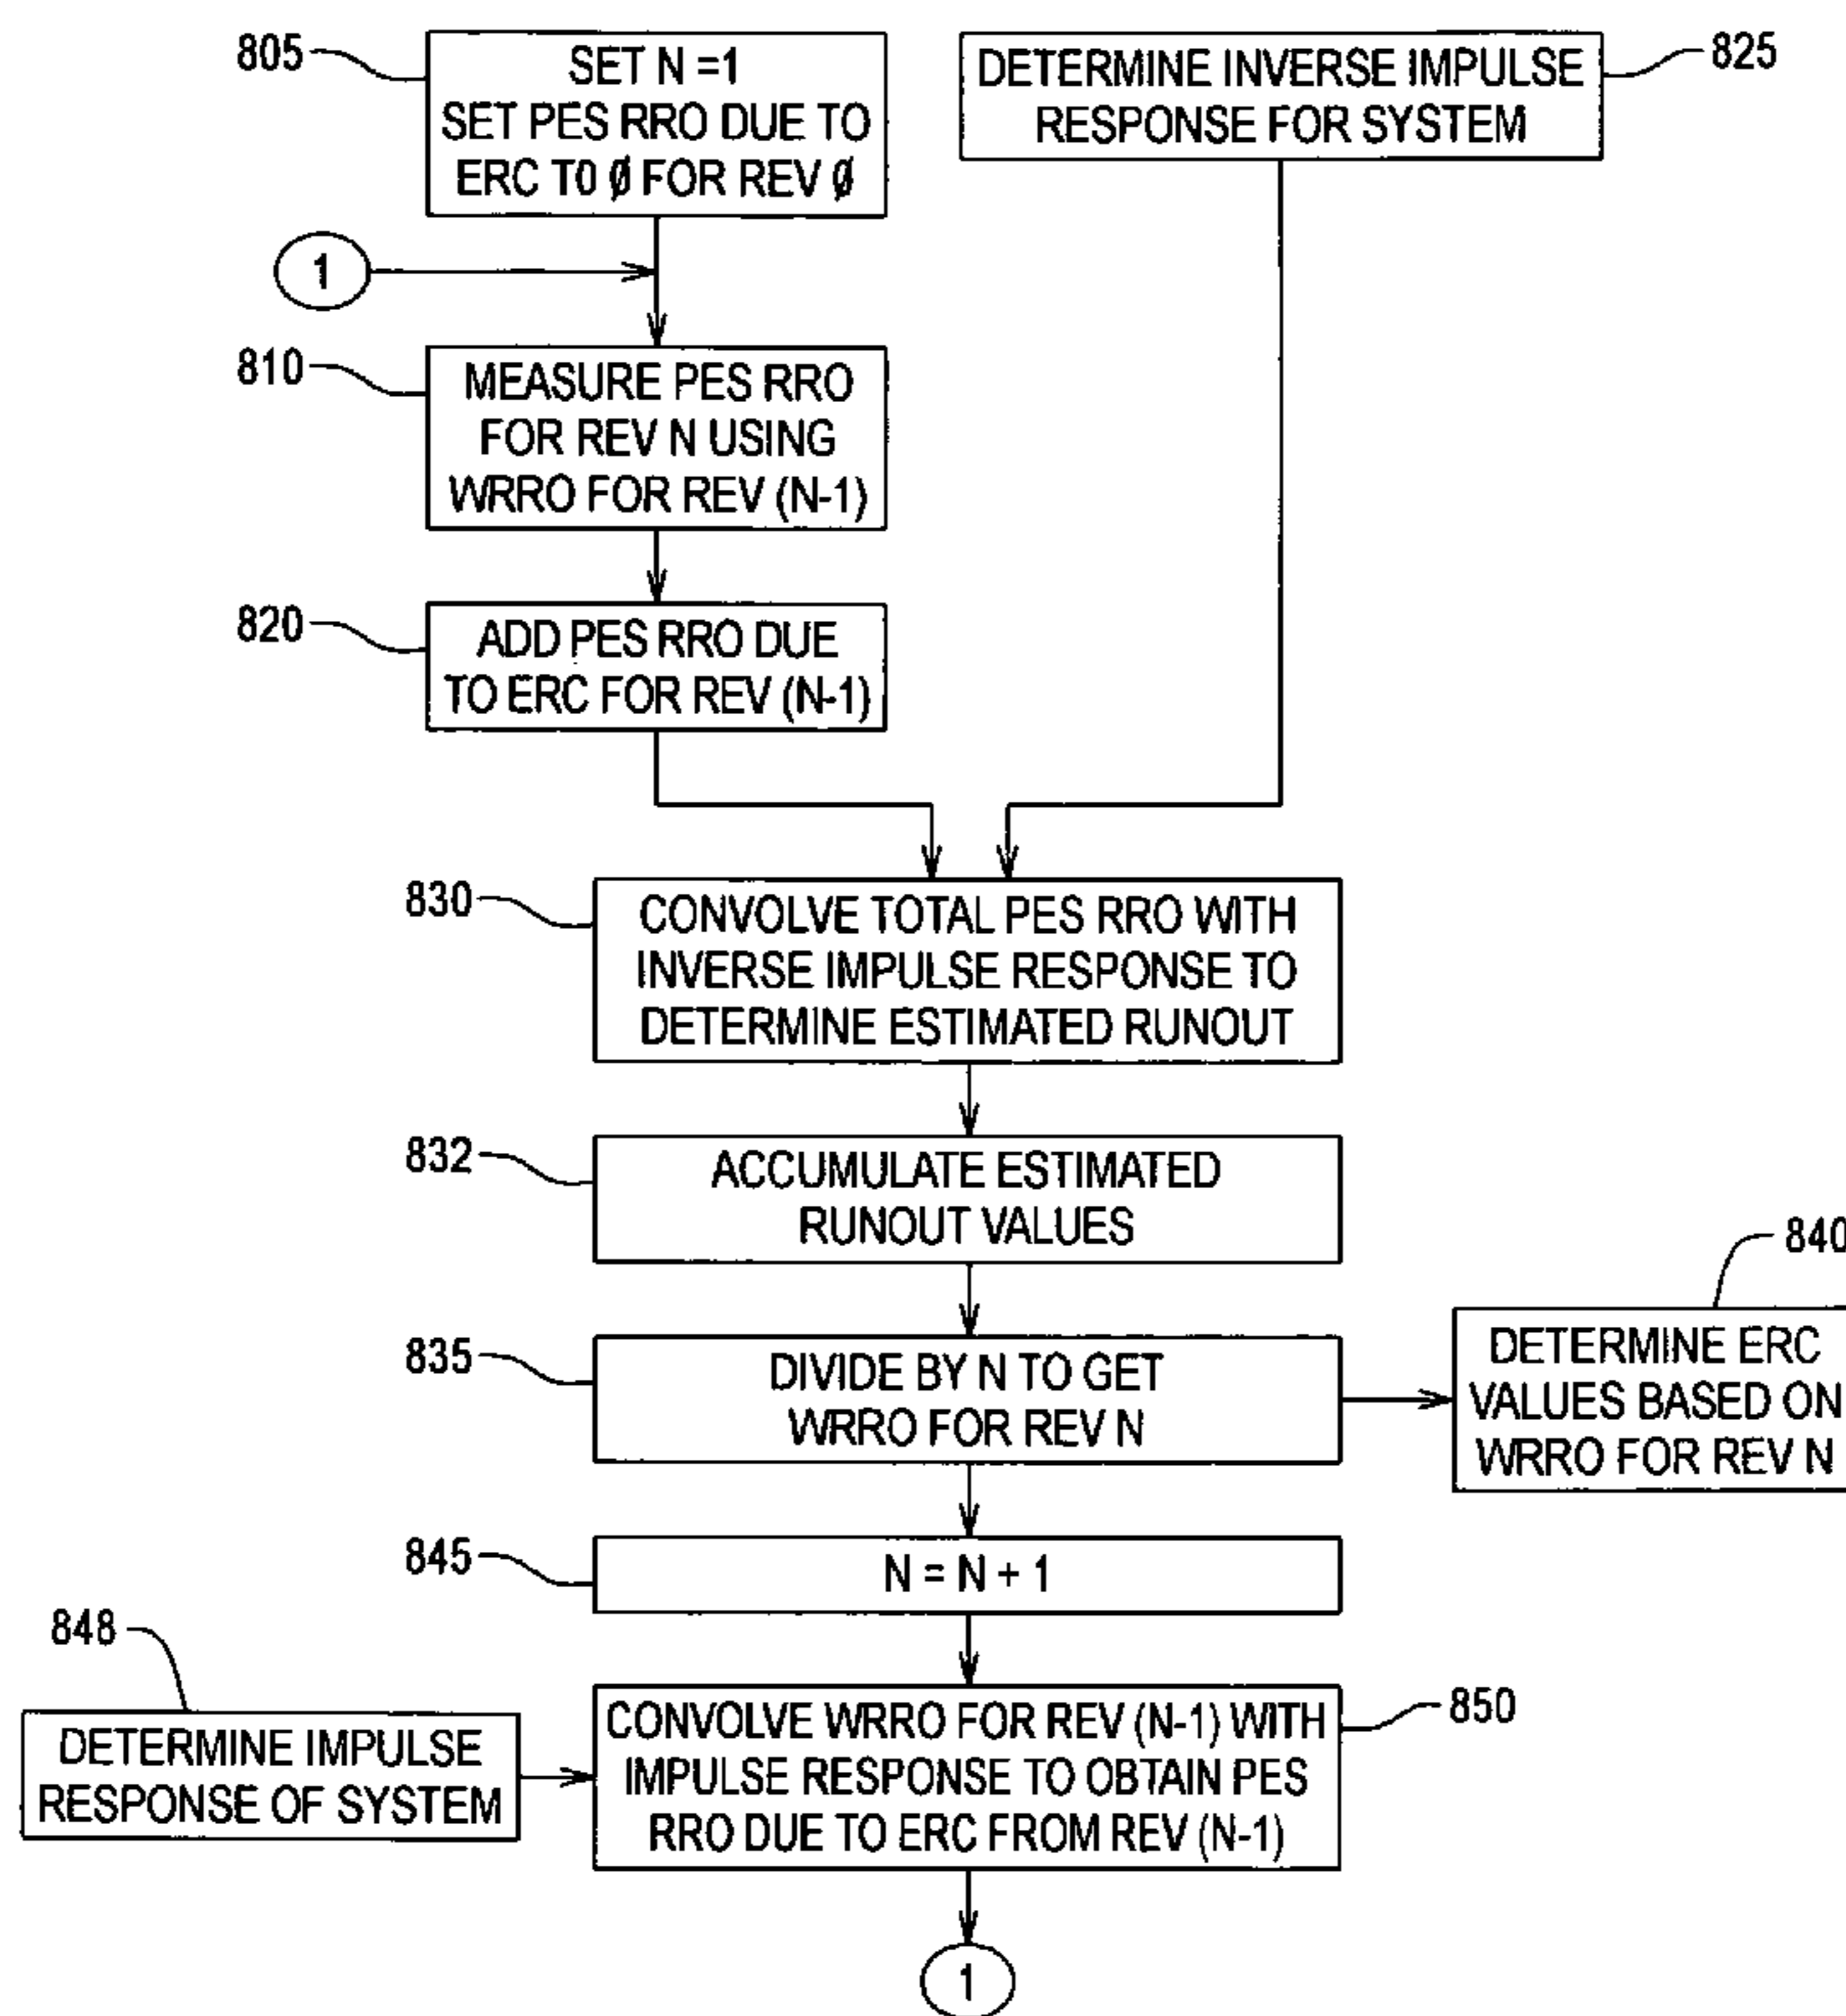 805
SET N =1
SET PES RRO DUE TO
ERC TO Ø FOR REV Ø
825
DETERMINE INVERSE IMPULSE
RESPONSE FOR SYSTEM
1
810
MEASURE PES RRO
FOR REV N USING
WRRO FOR REV (N-1)
820
ADD PES RRO DUE
TO ERC FOR REV (N-1)
830
CONVOLVE TOTAL PES RRO WITH
INVERSE IMPULSE RESPONSE TO
DETERMINE ESTIMATED RUNOUT
832
ACCUMULATE ESTIMATED
RUNOUT VALUES
835
DIVIDE BY N TO GET
WRRO FOR REV N
840
DETERMINE ERC
VALUES BASED ON
WRRO FOR REV N
845
N = N + 1
848
DETERMINE IMPULSE
RESPONSE OF SYSTEM
850
CONVOLVE WRRO FOR REV (N-1) WITH
IMPULSE RESPONSE TO OBTAIN PES
RRO DUE TO ERC FROM REV (N-1)
1